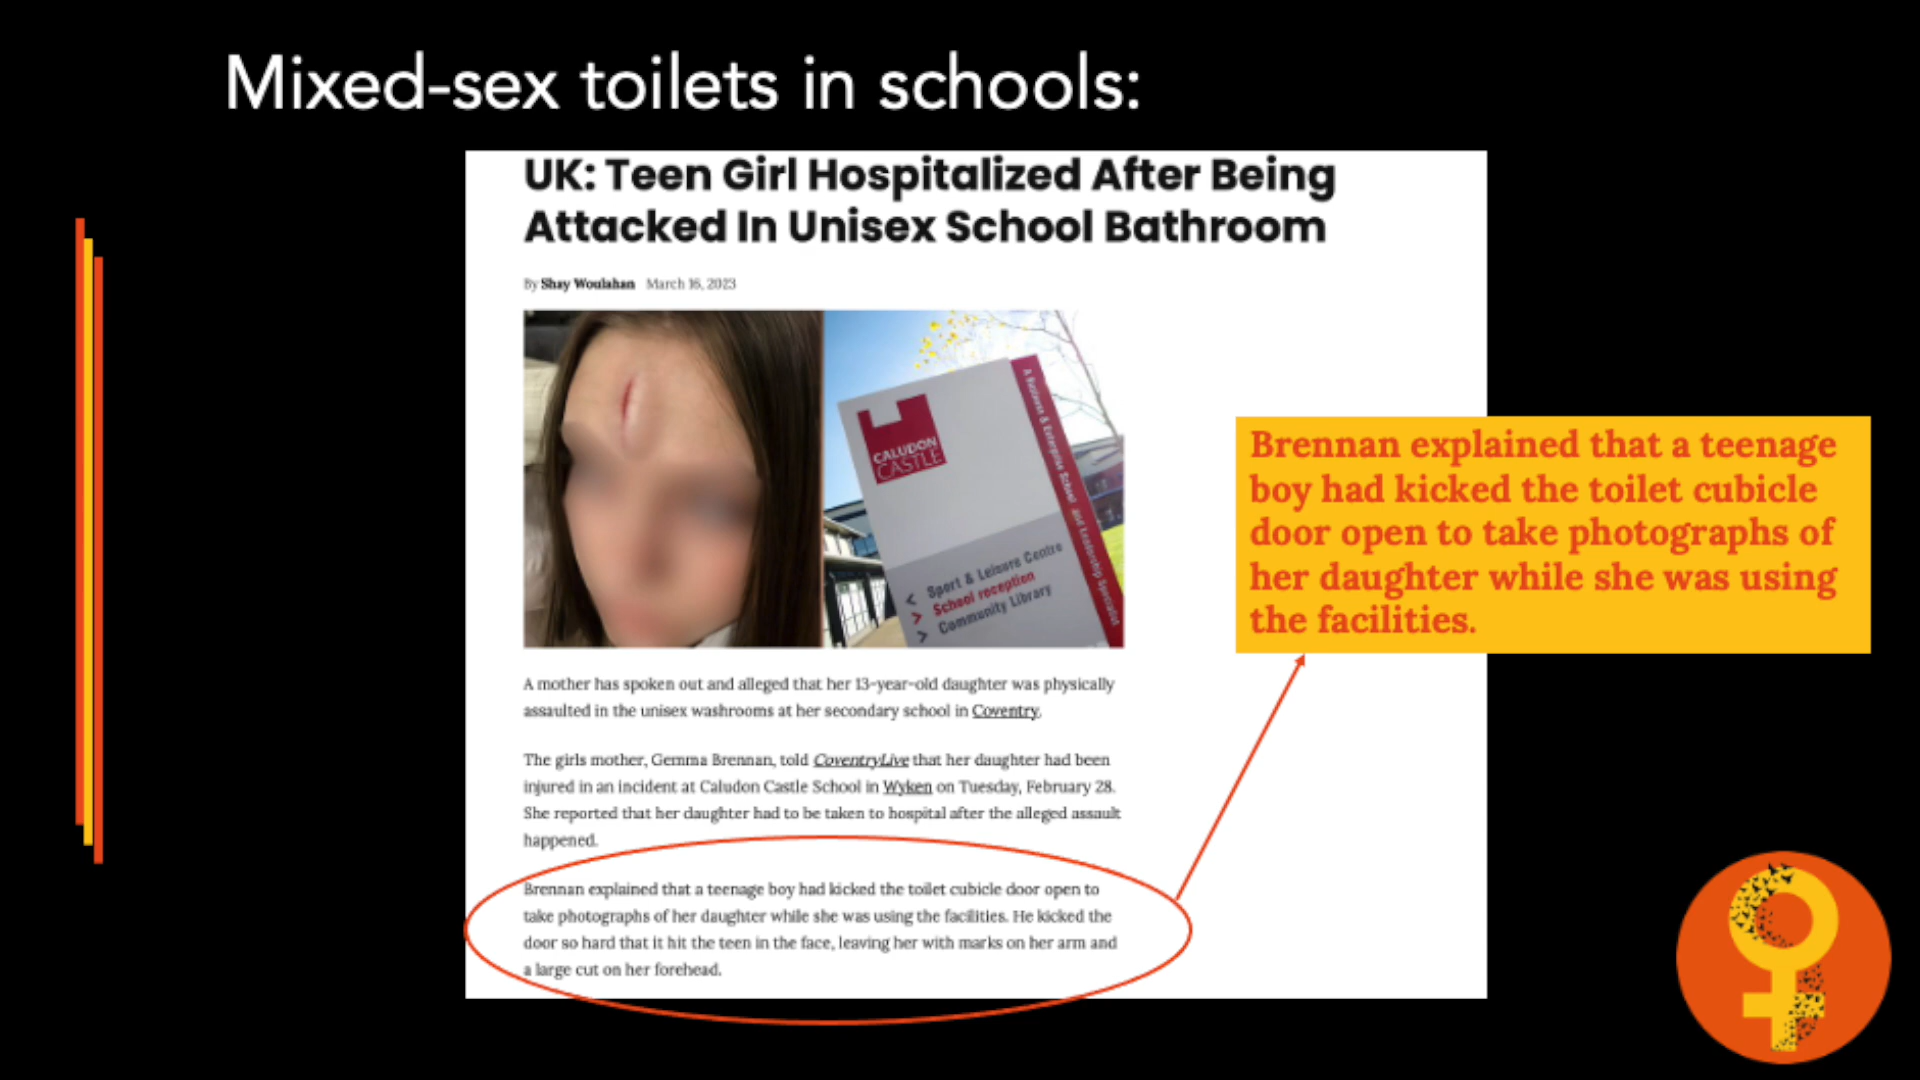 Mixed-sex toilets in schools:
UK: Teen Girl Hospitalized After Being
Attacked In Unisex School Bathroom
By Shay Woulahan March 16, 2023
CALUDON
CASTLE
A Business & Enterprise School and Leadership Specialist
< Sport & Leisure Centre
> School reception
> Community Library
Brennan explained that a teenage
boy had kicked the toilet cubicle
door open to take photographs of
her daughter while she was using
the facilities.
A mother has spoken out and alleged that her 13-year-old daughter was physically
assaulted in the unisex washrooms at her secondary school in Coventry.
The girls mother, Gemma Brennan, told CoventryLive that her daughter had been
injured in an incident at Caludon Castle School in Wyken on Tuesday, February 28.
She reported that her daughter had to be taken to hospital after the alleged assault
happened.
Brennan explained that a teenage boy had kicked the toilet cubicle door open to
take photographs of her daughter while she was using the facilities. He kicked the
door so hard that it hit the teen in the face, leaving her with marks on her arm and
a large cut on her forehead.